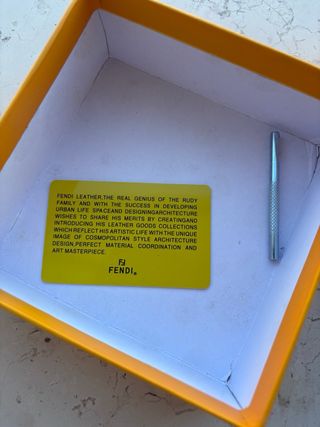 FENDI LEATHER,THE REAL GENIUS OF THE RUDY
FAMILY AND WITH THE SUCCESS IN DEVELOPING
URBAN LIFE SPACEAND DESIGNINGARCHITECTURE
WISHES TO SHARE HIS MERITS BY CREATINGAND
INTRODUCING HIS LEATHER GOODS COLLECTIONS
WHICH REFLECT HIS ARTISTIC LIFE WITH THE UNIQUE
IMAGE OF COSMOPOLITAN STYLE ARCHITECTURE
DESIGN,PERFECT MATERIAL COORDINATION AND
ART MASTERPIECE.
FENDI®